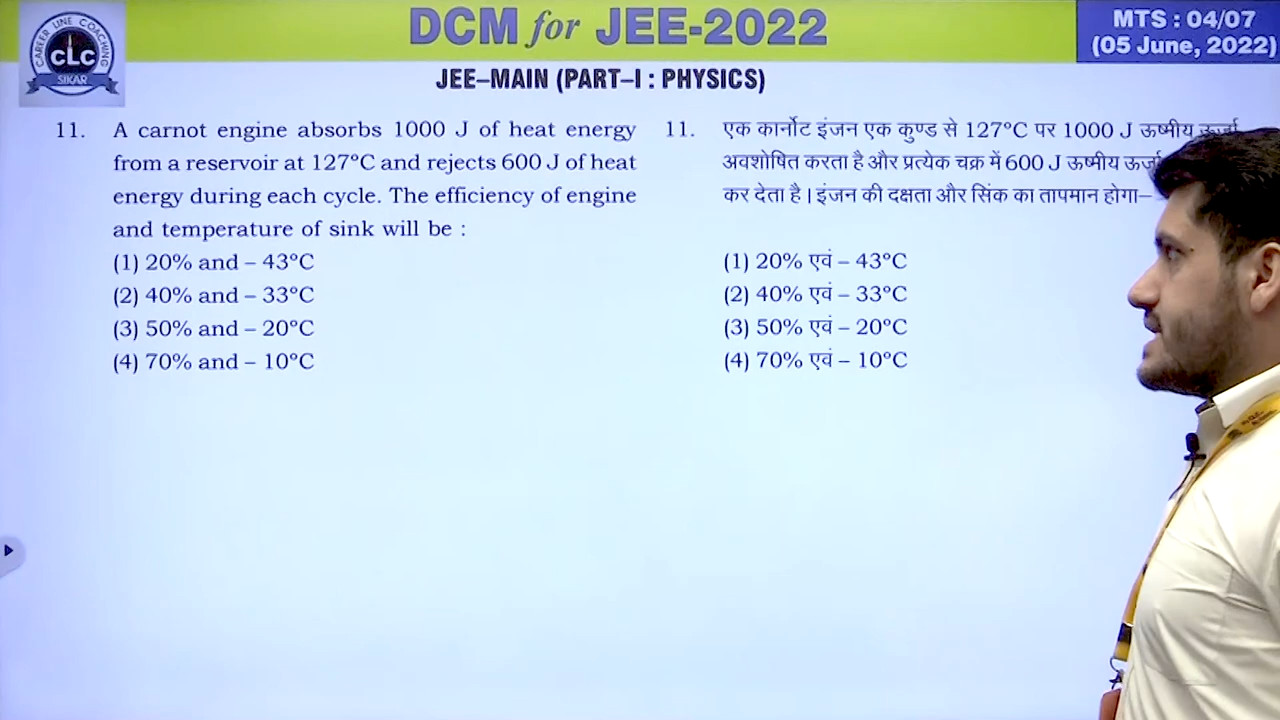 DCM for JEE-2022
MTS : 04/07
(05 June, 2022)
CAREER LINE COACHING
CLC
SIKAR
JEE–MAIN (PART–I : PHYSICS)
11. A carnot engine absorbs 1000 J of heat energy
from a reservoir at 127°C and rejects 600 J of heat
energy during each cycle. The efficiency of engine
and temperature of sink will be :
(1) 20% and – 43°C
(2) 40% and – 33°C
(3) 50% and – 20°C
(4) 70% and – 10°C
11. एक कार्नोट इंजन एक कुण्ड से 127°C पर 1000 J ऊष्मीय ऊर्जा
अवशोषित करता है और प्रत्येक चक्र में 600 J ऊष्मीय ऊर्जा
कर देता है। इंजन की दक्षता और सिंक का तापमान होगा–
(1) 20% एवं – 43°C
(2) 40% एवं – 33°C
(3) 50% एवं – 20°C
(4) 70% एवं – 10°C